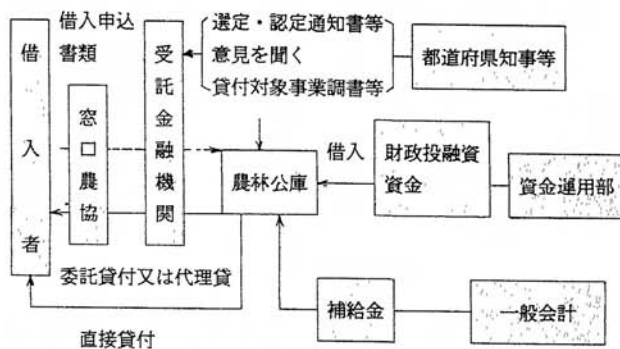 借入申込
書類
借入者
窓口農協
受託金融機関
選定・認定通知書等
意見を聞く
貸付対象事業調書等
都道府県知事等
農林公庫
借入
財政投融資
資金
資金運用部
委託貸付又は代理貸
直接貸付
補給金
一般会計